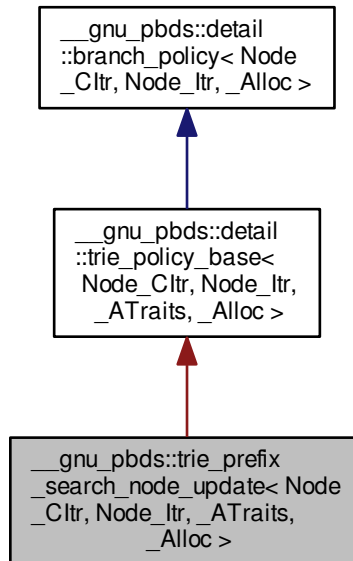 __gnu_pbds::detail
::branch_policy< Node
_CItr, Node_Itr, _Alloc >
__gnu_pbds::detail
::trie_policy_base<
Node_CItr, Node_Itr,
_ATraits, _Alloc >
__gnu_pbds::trie_prefix
_search_node_update< Node
_CItr, Node_Itr, _ATraits,
_Alloc >